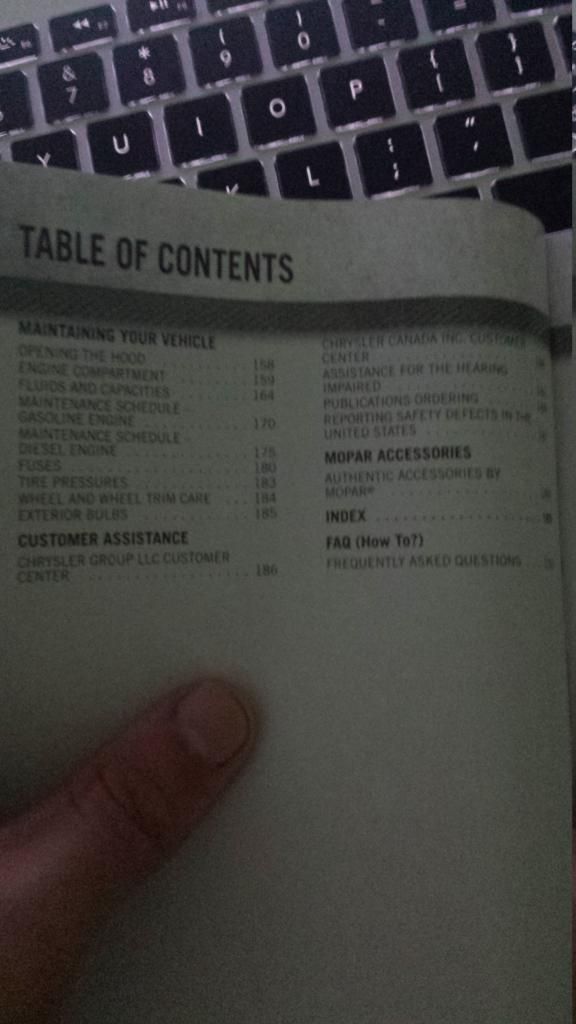 & 7
* 8
( 9
) 0
Y U I O P { [ } ]
K L : ; " '
TABLE OF CONTENTS
MAINTAINING YOUR VEHICLE
OPENING THE HOOD . . . . . . . . . . . 158
ENGINE COMPARTMENT . . . . . . . . . . 159
FLUIDS AND CAPACITIES . . . . . . . . . . 164
MAINTENANCE SCHEDULE -
GASOLINE ENGINE . . . . . . . . . . . . 170
MAINTENANCE SCHEDULE -
DIESEL ENGINE . . . . . . . . . . . . . 175
FUSES . . . . . . . . . . . . . . . . . 180
TIRE PRESSURES . . . . . . . . . . . . 183
WHEEL AND WHEEL TRIM CARE . . . 184
EXTERIOR BULBS . . . . . . . . . . . . 185
CUSTOMER ASSISTANCE
CHRYSLER GROUP LLC CUSTOMER
CENTER . . . . . . . . . . . . . . . . 186
CHRYSLER CANADA INC. CUSTOMER
CENTER
ASSISTANCE FOR THE HEARING
IMPAIRED
PUBLICATIONS ORDERING
REPORTING SAFETY DEFECTS IN THE
UNITED STATES
MOPAR ACCESSORIES
AUTHENTIC ACCESSORIES BY
MOPAR®
INDEX
FAQ (How To?)
FREQUENTLY ASKED QUESTIONS